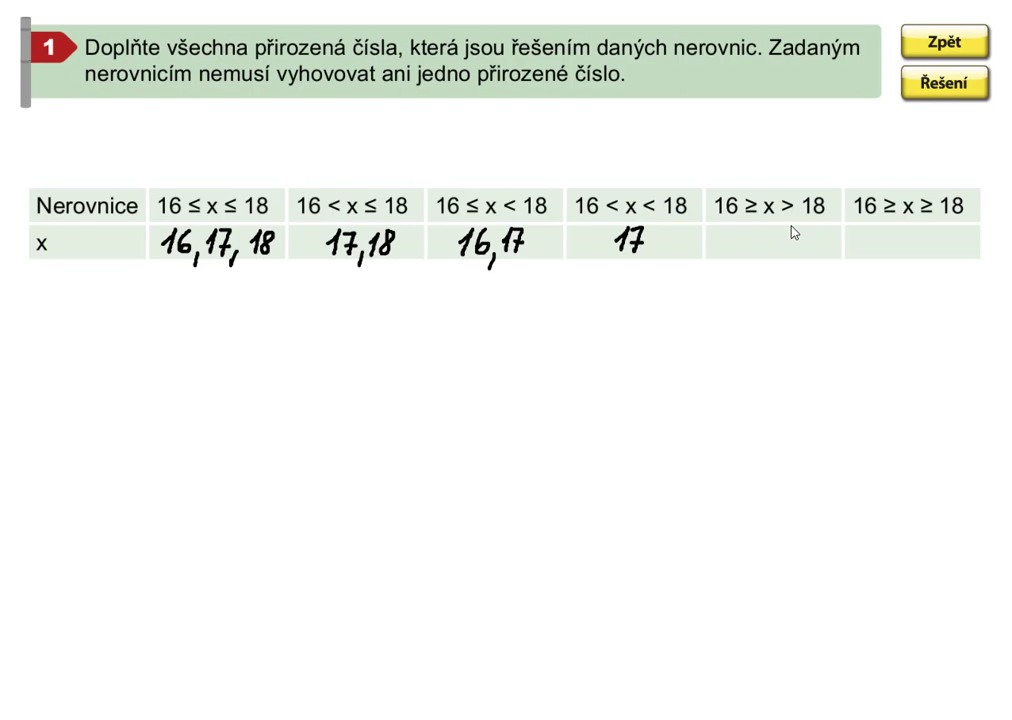 1 Doplňte všechna přirozená čísla, která jsou řešením daných nerovnic. Zadaným
nerovnicím nemusí vyhovovat ani jedno přirozené číslo.
Zpět
Řešení
Nerovnice 16 ≤ x ≤ 18 16 < x ≤ 18 16 ≤ x < 18 16 < x < 18 16 ≥ x > 18 16 ≥ x ≥ 18
x 16, 17, 18 17, 18 16, 17 17